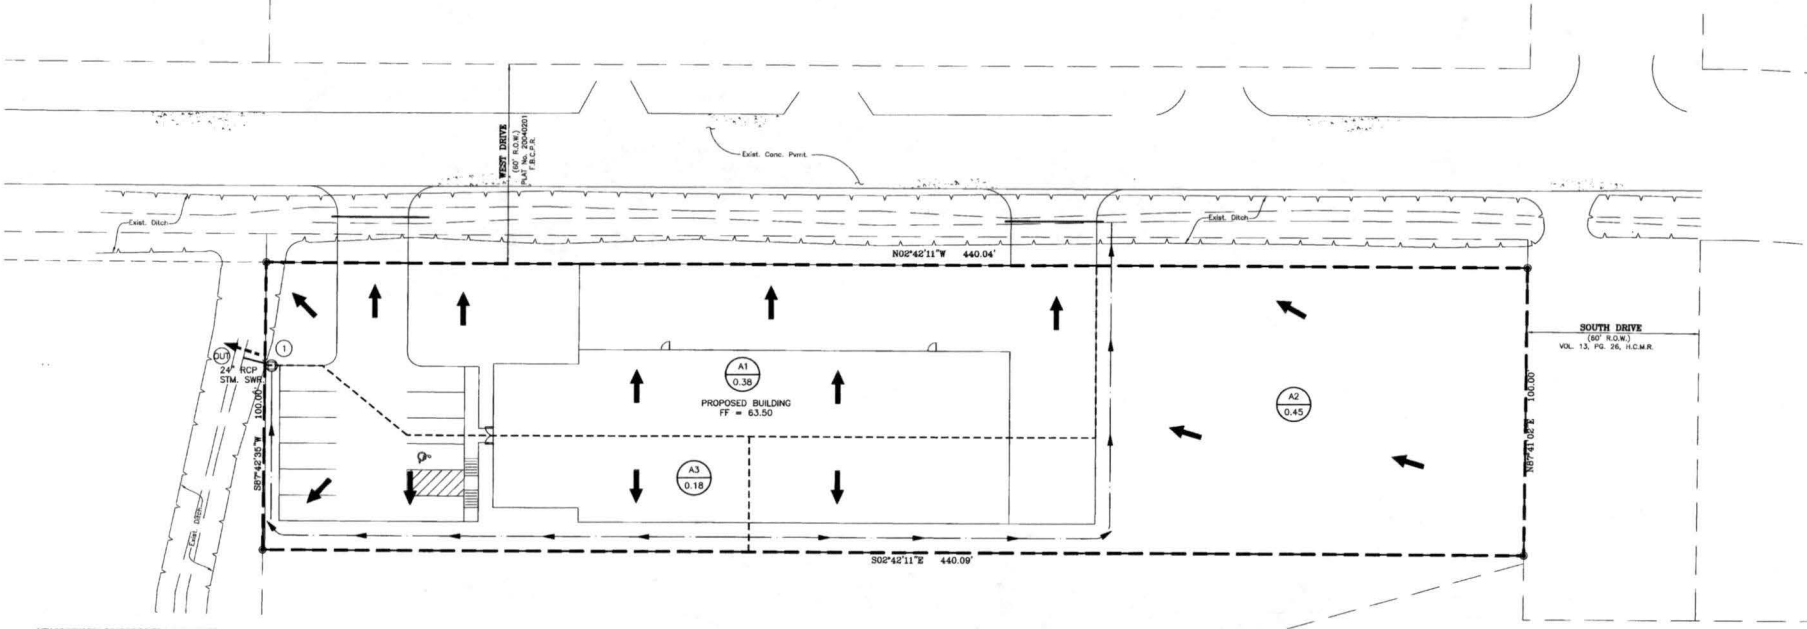 WEST DRIVE
(60' R.O.W.)
PLAT No. 20040201
F.B.C.P.R.
Exist. Conc. Pvmt.
Exist. Ditch
Exist. Ditch
N02°42'11"W 440.04'
SOUTH DRIVE
(60' R.O.W.)
VOL. 13, PG. 26, H.C.M.R.
OUT
1
24" RCP
STM. SWR.
A1
0.38
PROPOSED BUILDING
FF = 63.50
A2
0.45
A3
0.18
S87°42'35"W 100.00'
N87°41'02"E 100.00'
Exist. Ditch
S02°42'11"E 440.09'